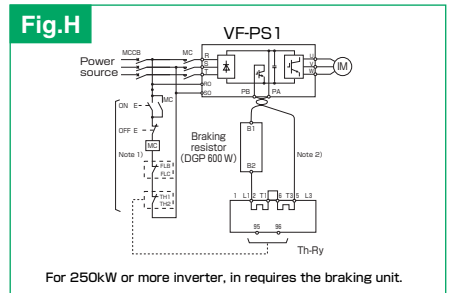 Fig.H
VF-PS1
MCCB
MC
Power
source
R
S
T
RO
SO
U
V
W
IM
PB
PA
ON E
MC
OFF E
MC
Note 1)
FLB
FLC
TH1
TH2
Braking
resistor
(DGP 600 W)
B1
B2
Note 2)
1 L1 2 T1 6 T3 5 L3
95 96
Th-Ry
For 250kW or more inverter, in requires the braking unit.